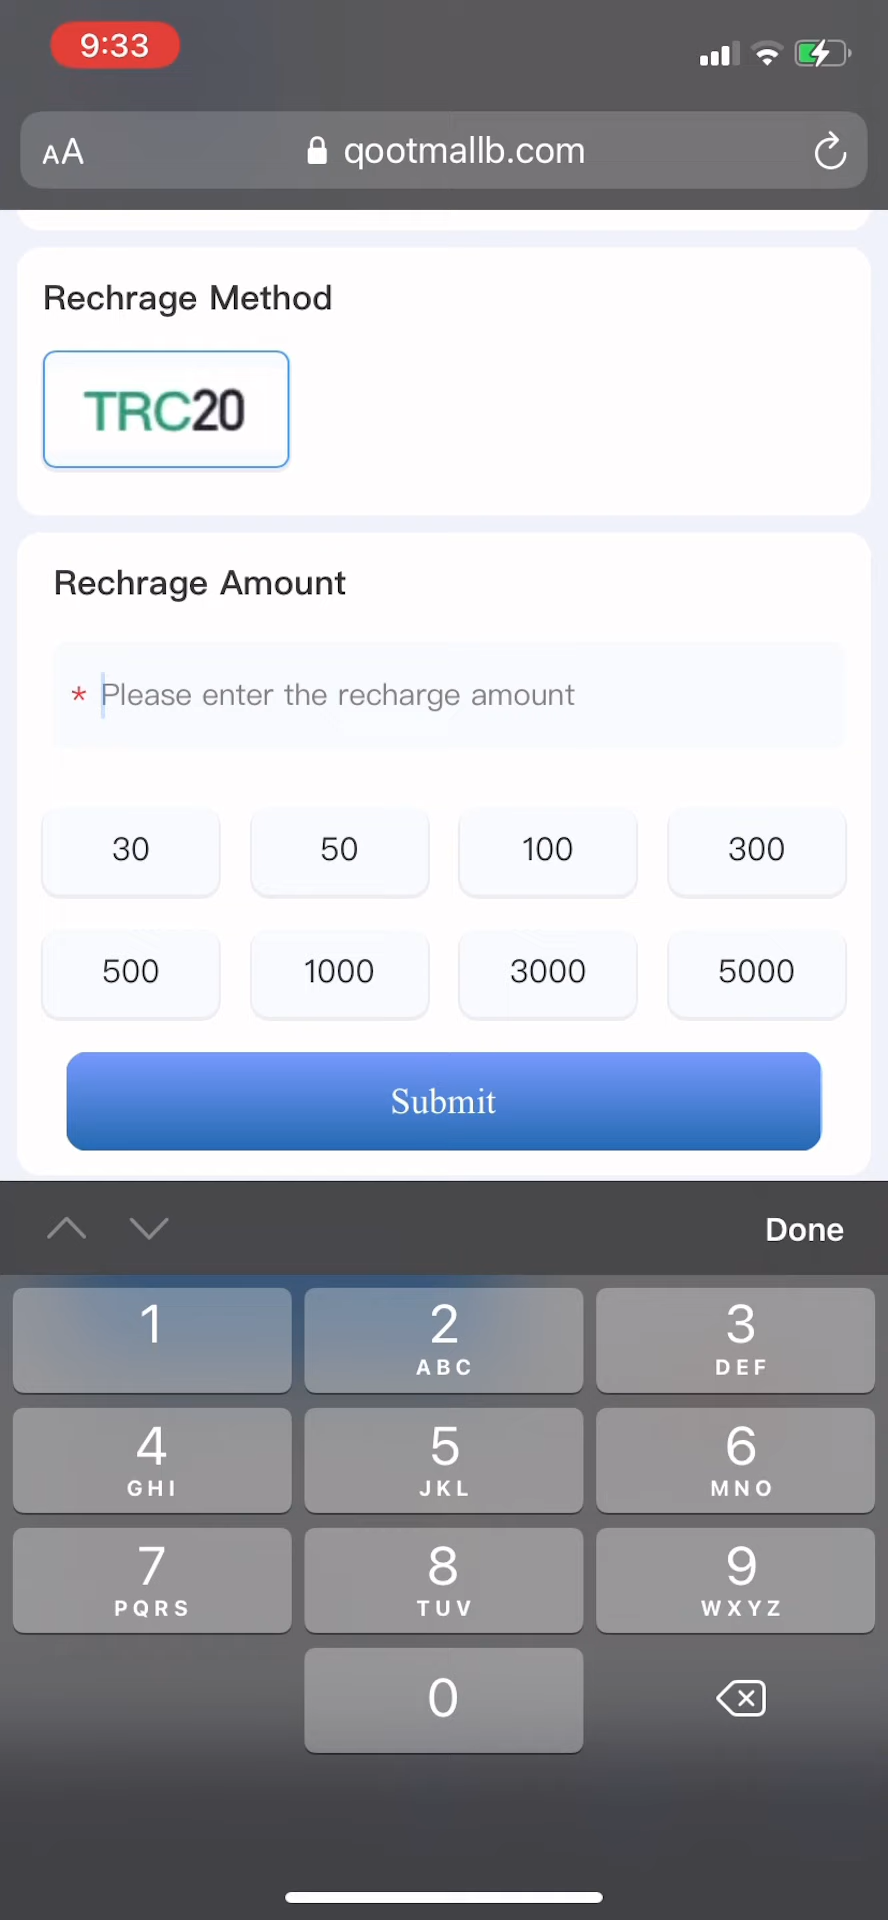 9:33
AA qootmallb.com
Rechrage Method
TRC20
Rechrage Amount
* Please enter the recharge amount
30 50 100 300
500 1000 3000 5000
Submit
Done
1 2 3
ABC DEF
4 5 6
GHI JKL MNO
7 8 9
PQRS TUV WXYZ
0